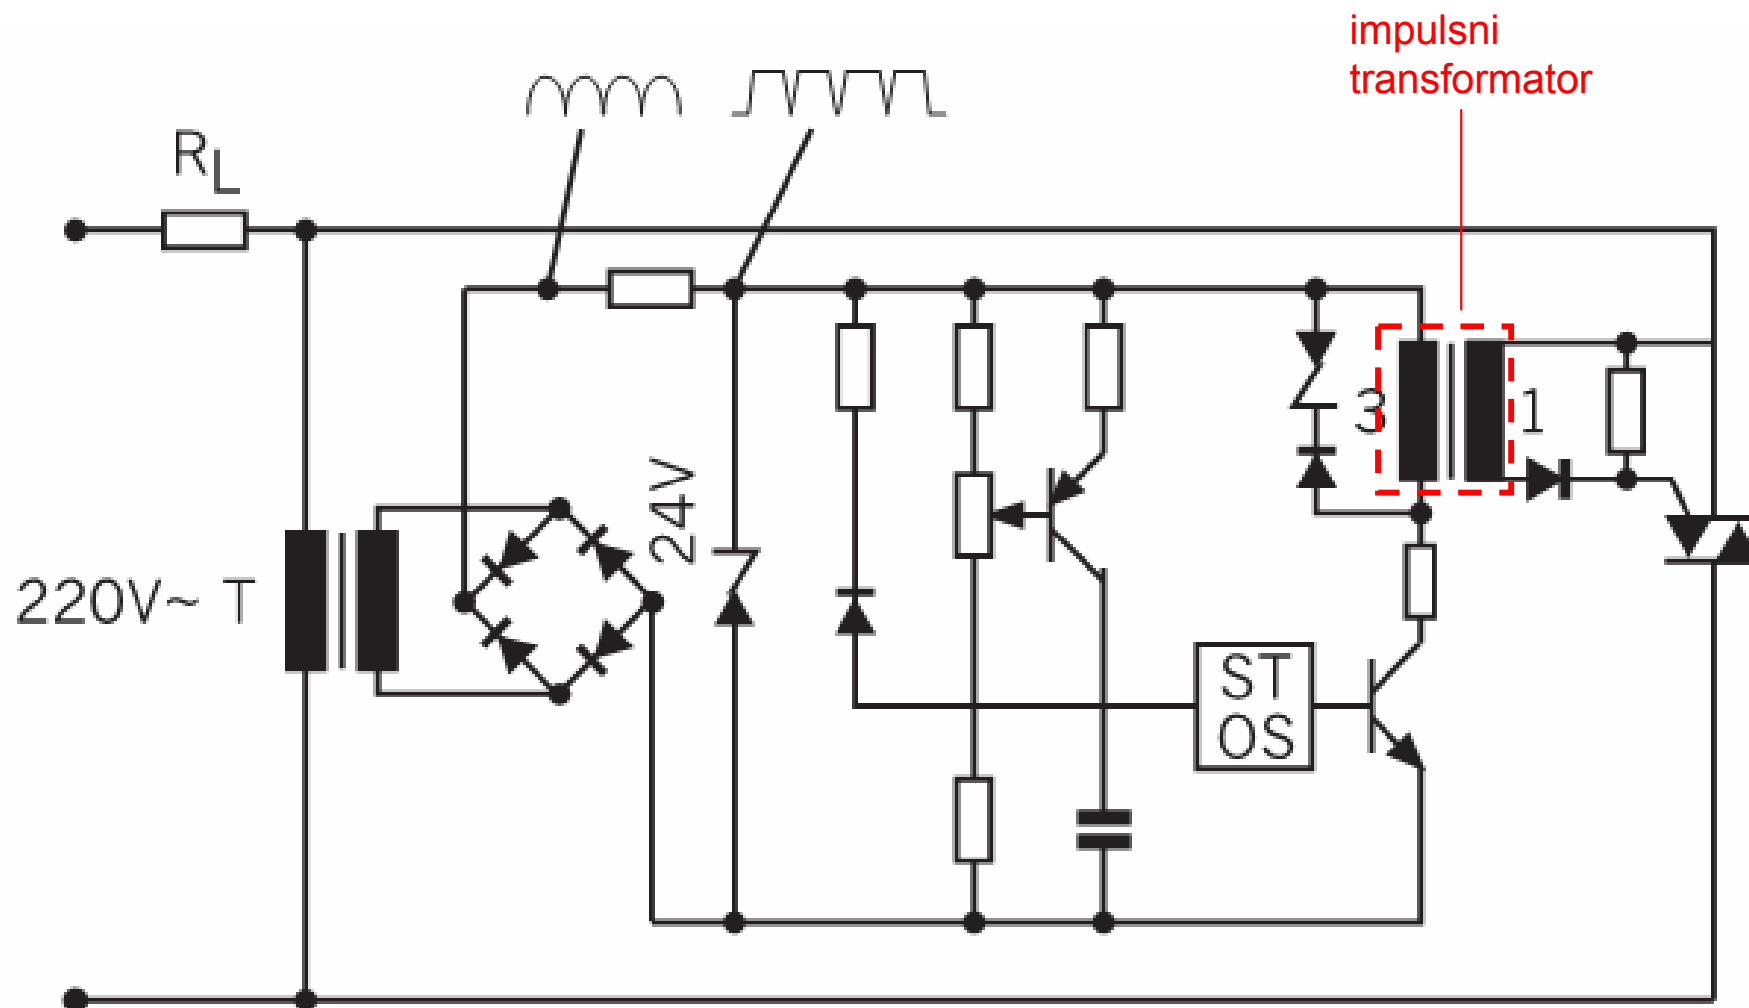 impulsni
transformator
RL
24V
3
1
220V~ T
ST
OS